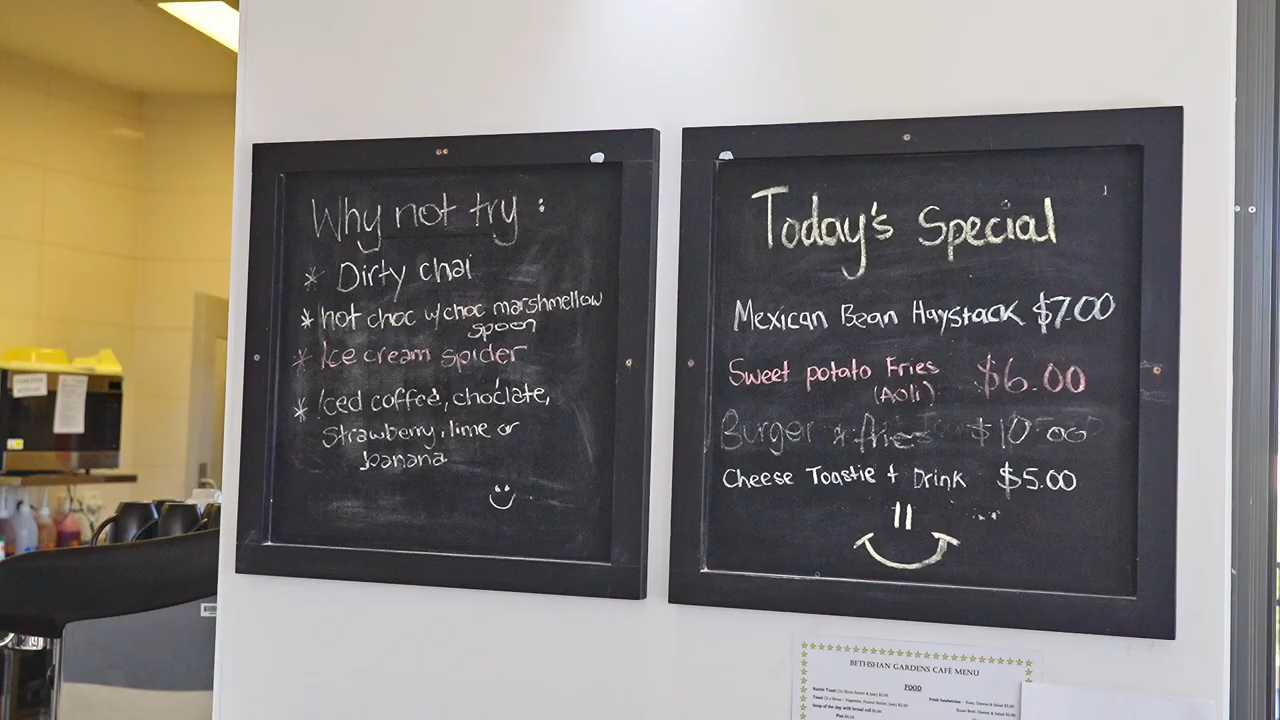 Why not try :
* Dirty chai
* hot choc w/choc marshmellow
spoon
* Ice cream spider
* Iced coffee, choclate,
strawberry, lime or
banana
Today's Special
Mexican Bean Haystack $7.00
Sweet potato Fries $6.00
(Aoli)
Burger + fries $10.00
Cheese Toastie + Drink $5.00
BETHSHAN GARDENS CAFE MENU
FOOD